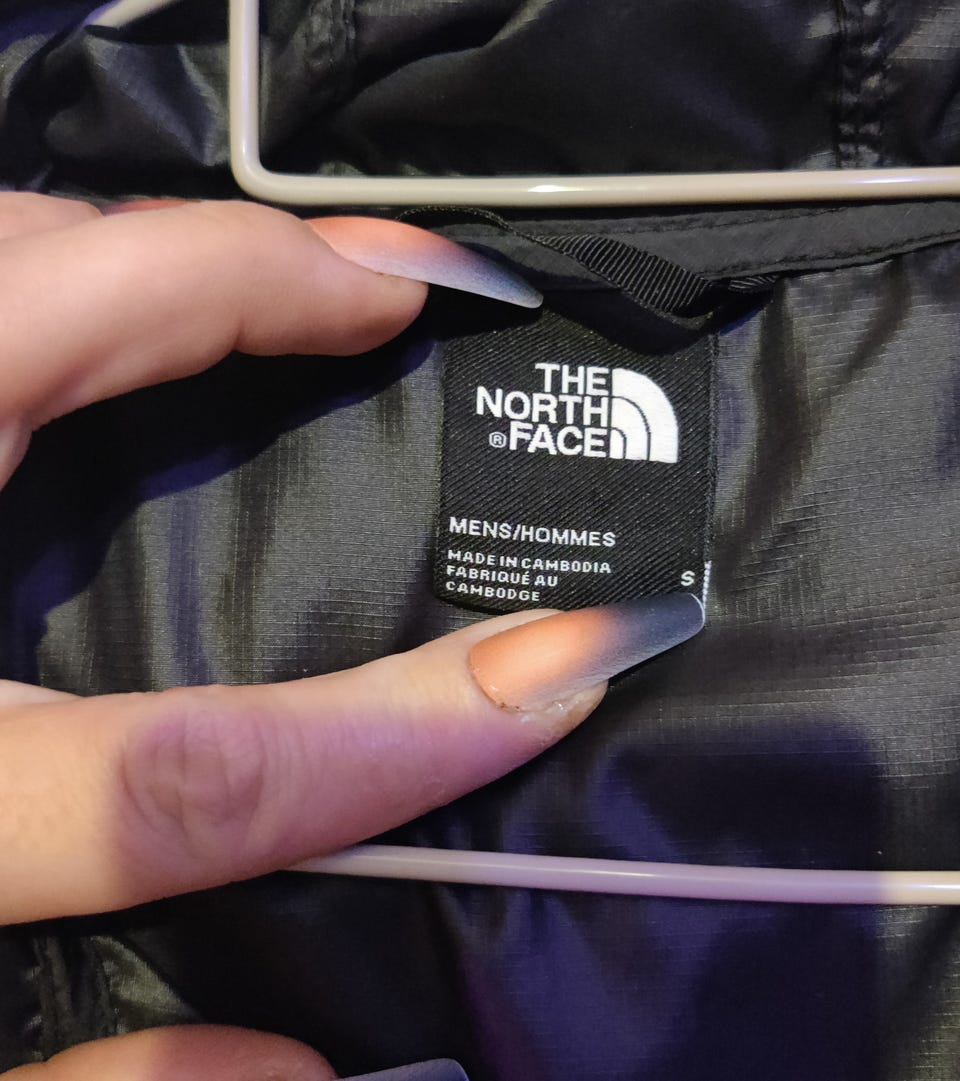 THE
NORTH
®FACE
MENS/HOMMES
MADE IN CAMBODIA
FABRIQUÉ AU
CAMBODGE
S